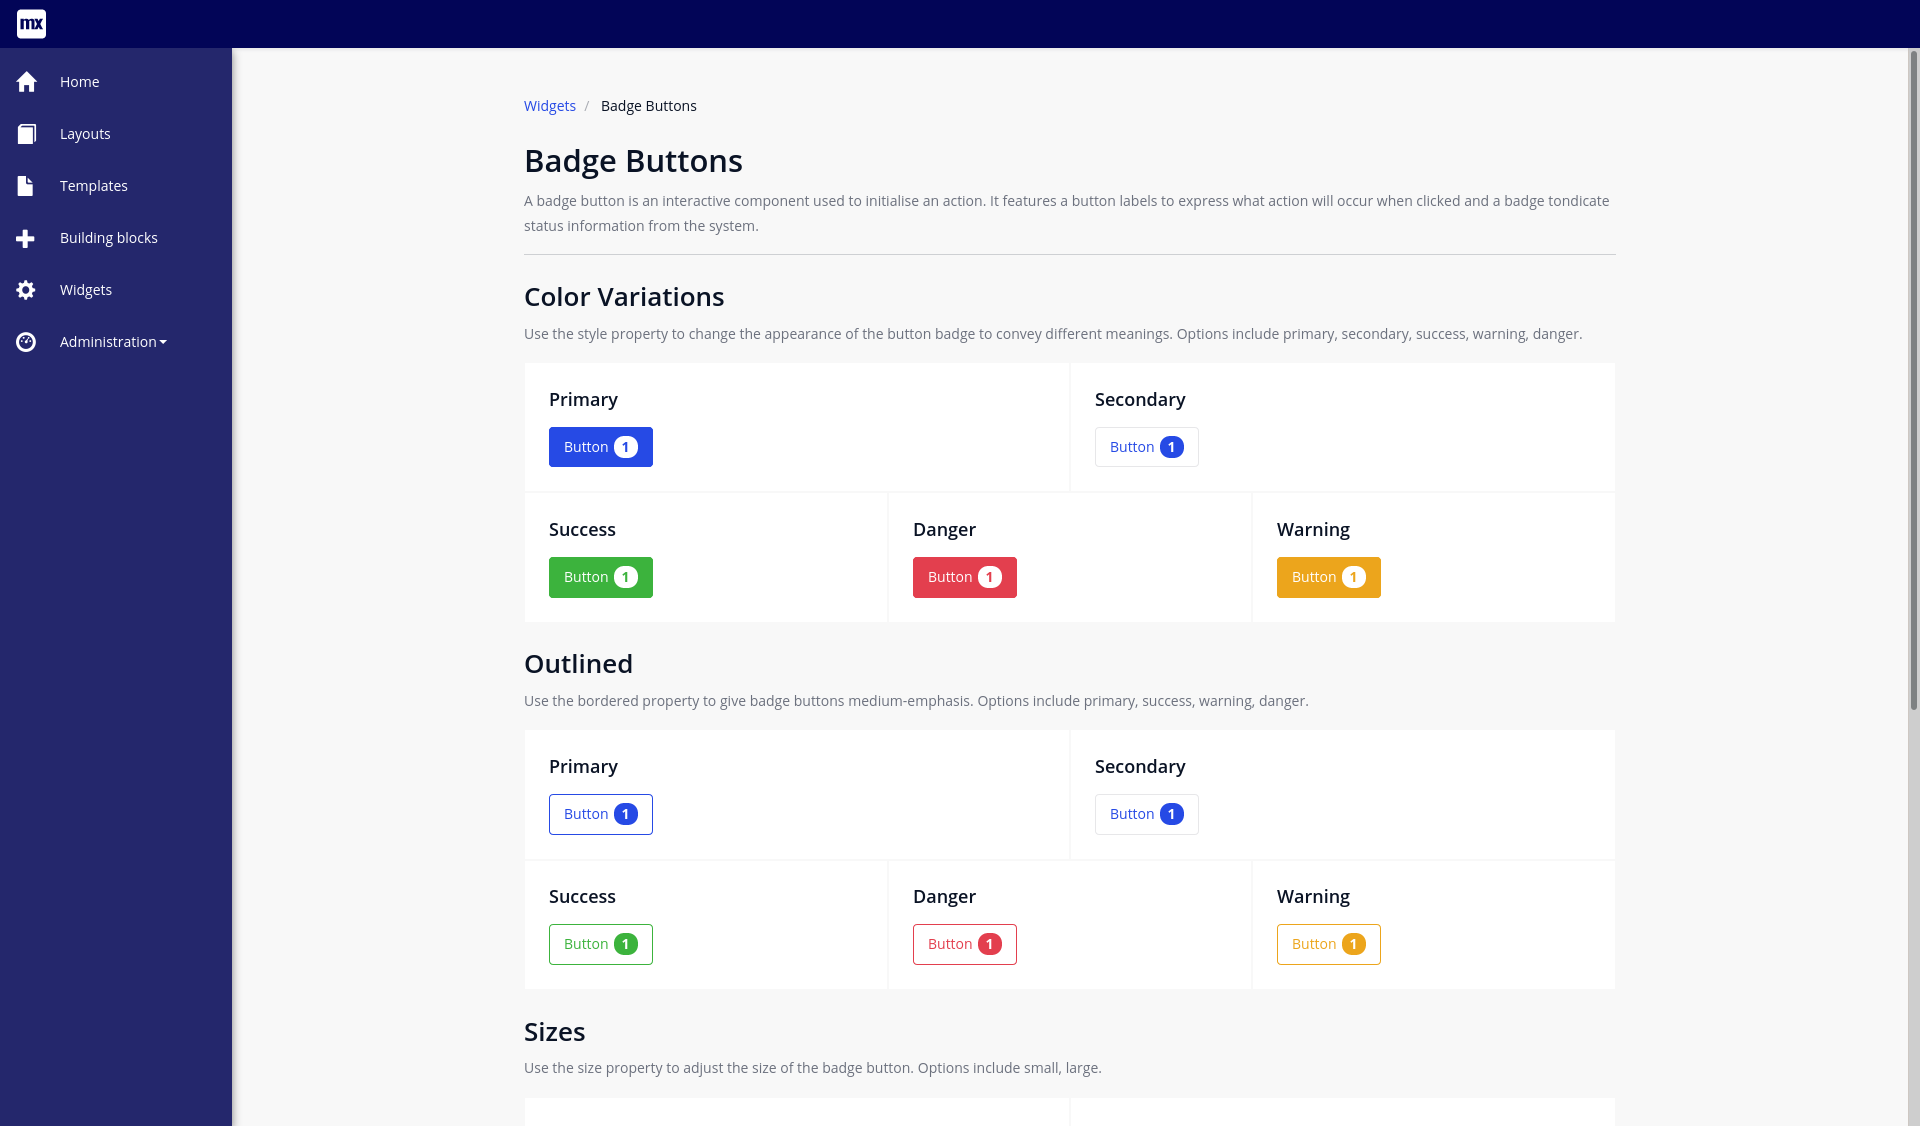 mx
Home
Layouts
Templates
Building blocks
Widgets
Administration
Widgets / Badge Buttons
Badge Buttons
A badge button is an interactive component used to initialise an action. It features a button labels to express what action will occur when clicked and a badge tondicate
status information from the system.
Color Variations
Use the style property to change the appearance of the button badge to convey different meanings. Options include primary, secondary, success, warning, danger.
Primary
Button 1
Secondary
Button 1
Success
Button 1
Danger
Button 1
Warning
Button 1
Outlined
Use the bordered property to give badge buttons medium-emphasis. Options include primary, success, warning, danger.
Primary
Button 1
Secondary
Button 1
Success
Button 1
Danger
Button 1
Warning
Button 1
Sizes
Use the size property to adjust the size of the badge button. Options include small, large.